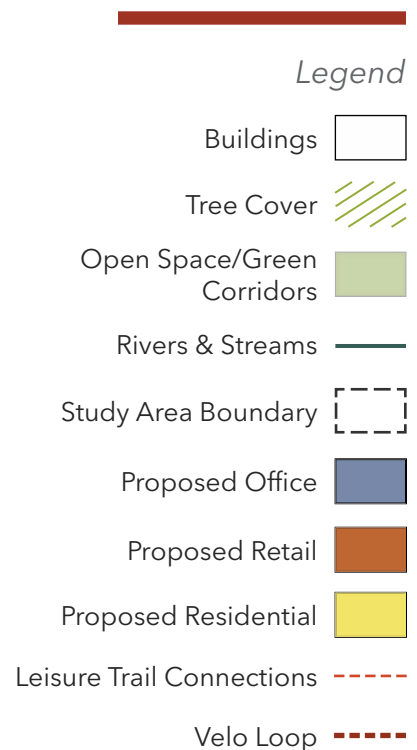 Legend
Buildings
Tree Cover
Open Space/Green
Corridors
Rivers & Streams
Study Area Boundary
Proposed Office
Proposed Retail
Proposed Residential
Leisure Trail Connections
Velo Loop